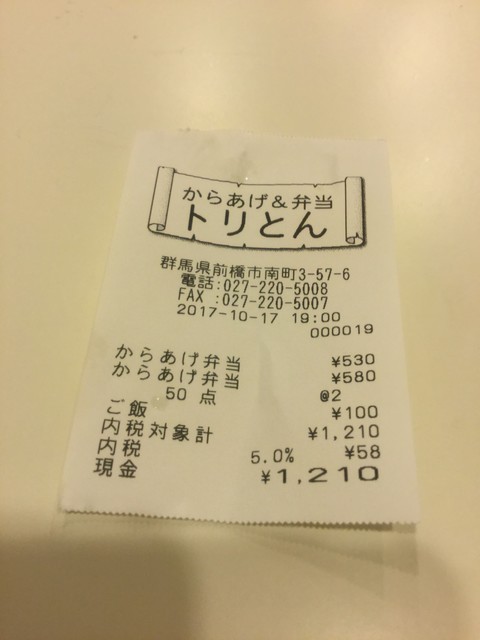 からあげ&弁当
トリとん
群馬県前橋市南町3-57-6
電話:027-220-5008
FAX :027-220-5007
2017-10-17 19:00
000019
からあげ弁当 ¥530
からあげ弁当 ¥580
50 点 @2
ご飯 ¥100
内税対象計 ¥1,210
内税 5.0% ¥58
現金 ¥1,210